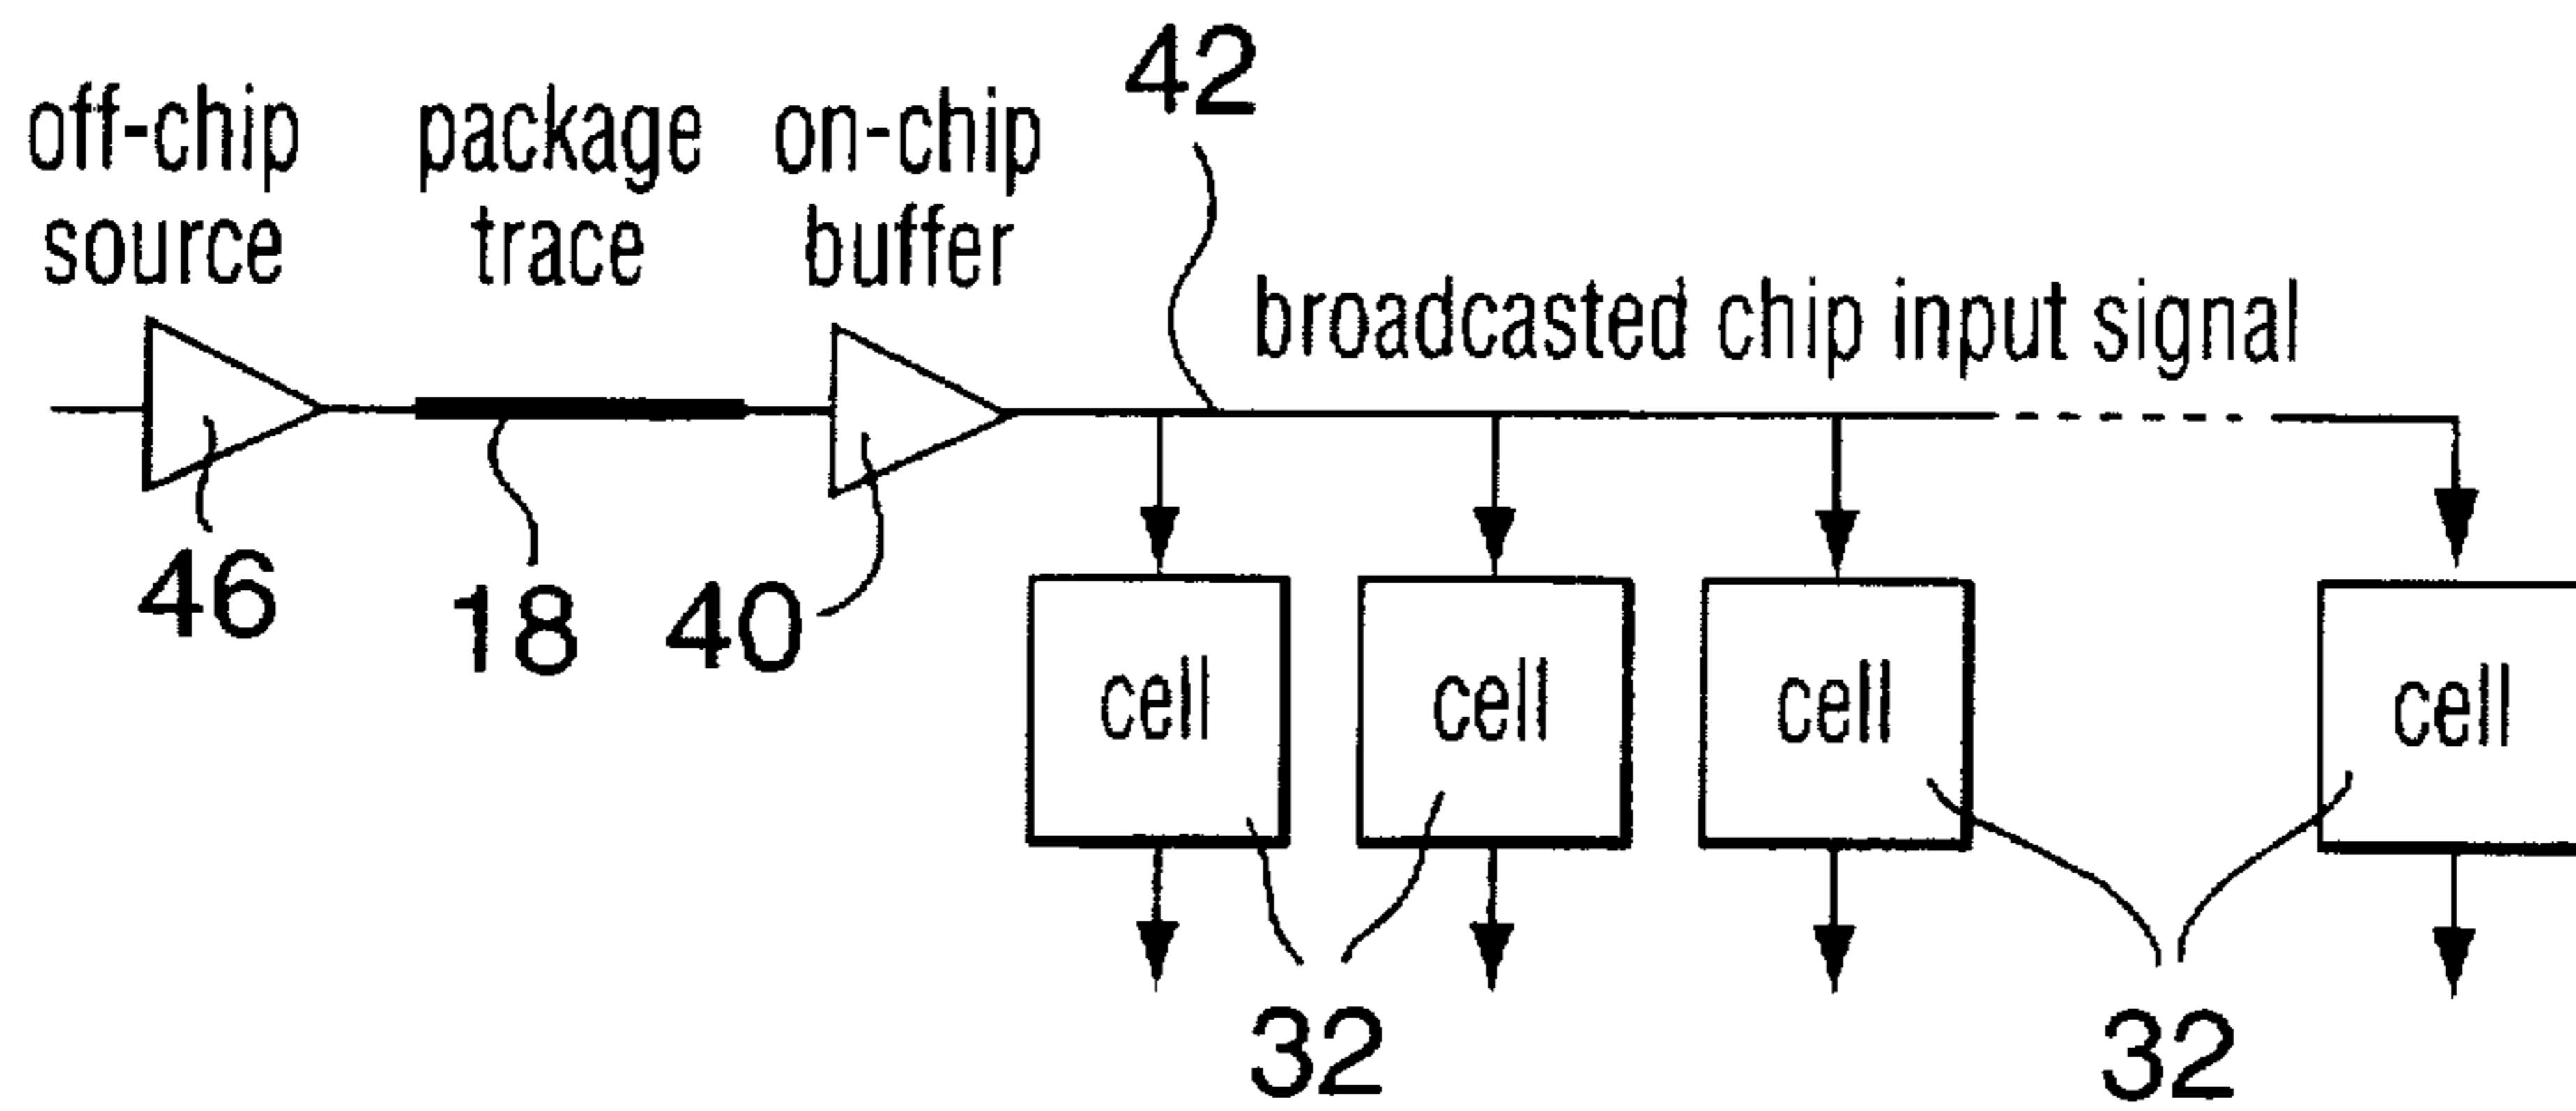 42
off-chip
source
package
trace
on-chip
buffer
broadcasted chip input signal
46
18
40
cell
cell
cell
cell
32
32